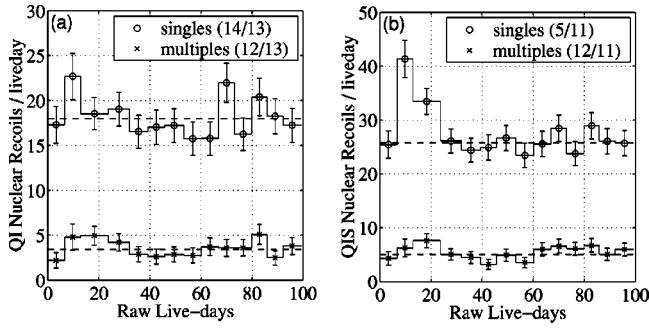 (a)
singles (14/13)
multiples (12/13)
QI Nuclear Recoils / liveday
30
25
20
15
10
5
0
0 20 40 60 80 100
Raw Live-days
(b)
singles (5/11)
multiples (12/11)
QIS Nuclear Recoils / liveday
50
40
30
20
10
0
0 20 40 60 80 100
Raw Live-days